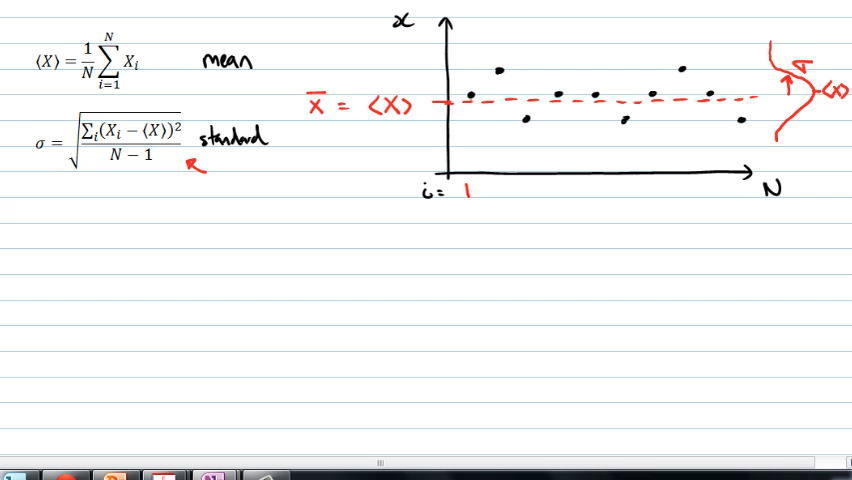 ⟨X⟩ = 1/N ∑_{i=1}^{N} X_i mean
σ = √(∑_i (X_i − ⟨X⟩)² / (N − 1)) standard
x
X̅ = ⟨X⟩
σ
⟨X⟩
i = 1
N